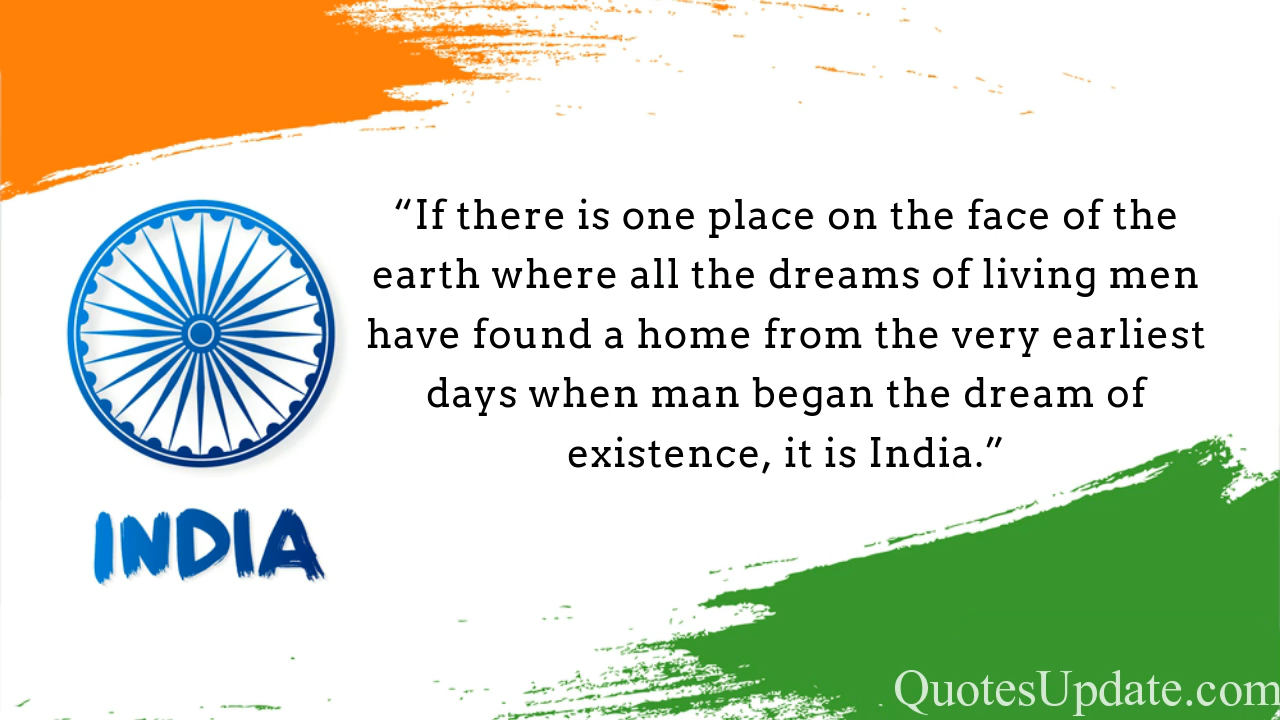 “If there is one place on the face of the
earth where all the dreams of living men
have found a home from the very earliest
days when man began the dream of
existence, it is India.”
INDIA
QuotesUpdate.com